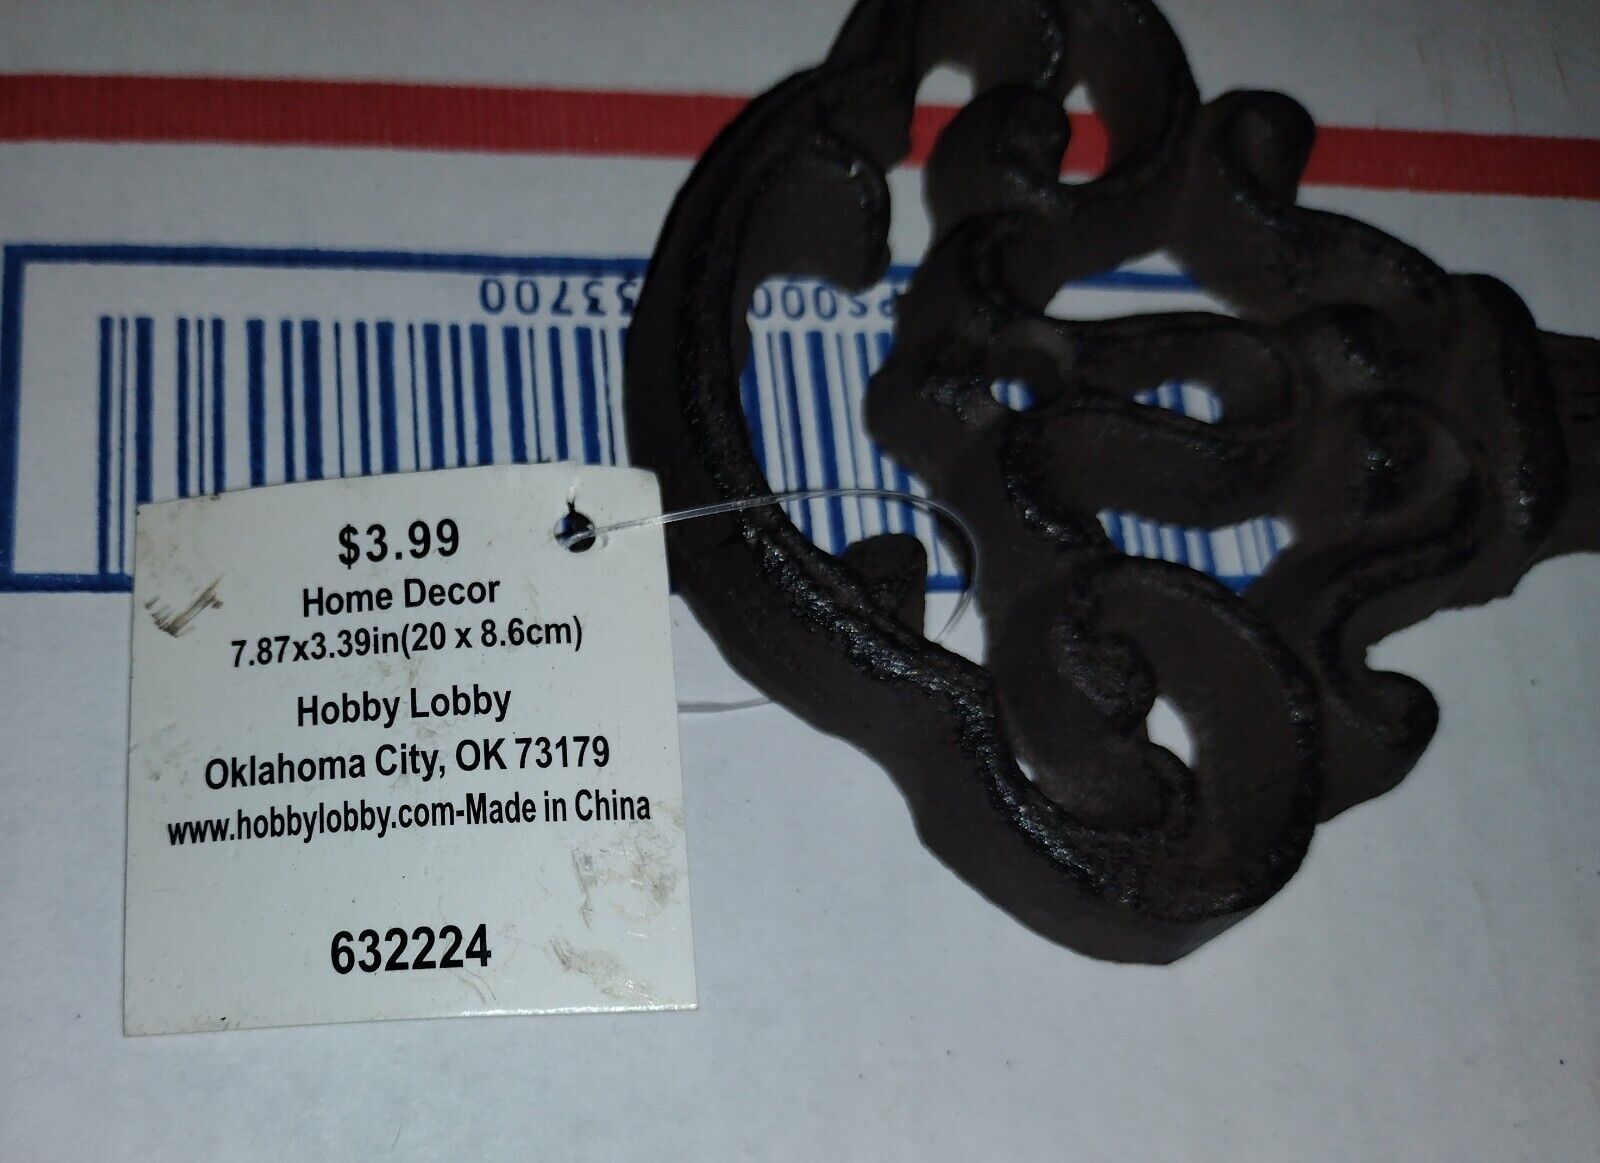 $3.99
Home Decor
7.87x3.39in(20 x 8.6cm)
Hobby Lobby
Oklahoma City, OK 73179
www.hobbylobby.com-Made in China
632224